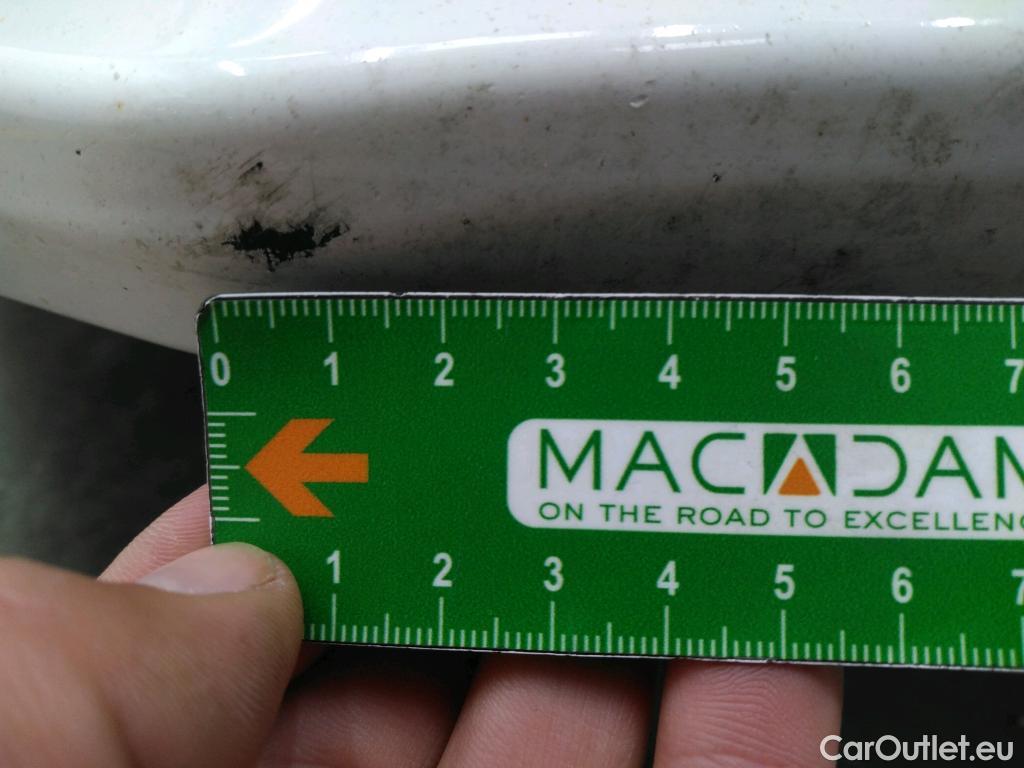 0 1 2 3 4 5 6 7
MACADAM
ON THE ROAD TO EXCELLENC
1 2 3 4 5 6 7
CarOutlet.eu